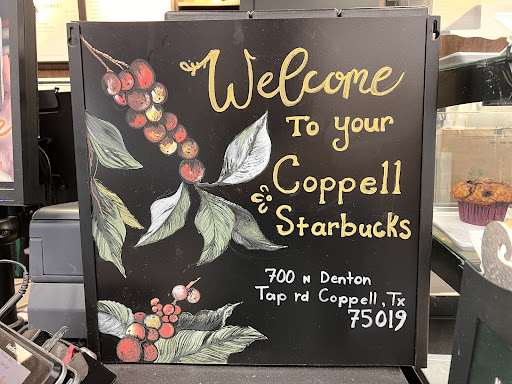 Welcome
To your
Coppell
Starbucks
700 N Denton
Tap rd Coppell, Tx
75019